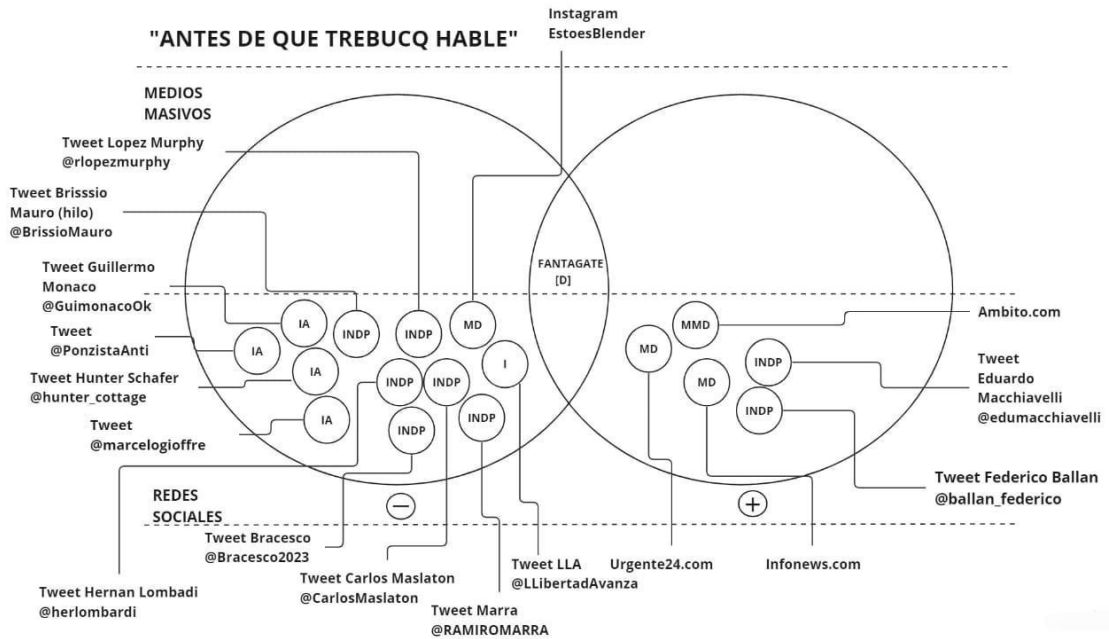 Instagram
EstoesBlender
"ANTES DE QUE TREBUCQ HABLE"
MEDIOS
MASIVOS
Tweet Lopez Murphy
@rlopezmurphy
Tweet Brisssio
Mauro (hilo)
@BrissioMauro
Tweet Guillermo
Monaco
@GuimonacoOk
Tweet
@PonzistaAnti
Tweet Hunter Schafer
@hunter_cottage
Tweet
@marcelogioffre
FANTAGATE
[D]
IA
INDP
INDP
MD
IA
IA
I
INDP
INDP
IA
INDP
INDP
MMD
MD
INDP
MD
INDP
Ambito.com
Tweet
Eduardo
Macchiavelli
@edumacchiavelli
Tweet Federico Ballan
@ballan_federico
REDES
SOCIALES
−
+
Tweet Bracesco
@Bracesco2023
Tweet Hernan Lombadi
@herlombardi
Tweet Carlos Maslaton
@CarlosMaslaton
Tweet Marra
@RAMIROMARRA
Tweet LLA
@LLibertadAvanza
Urgente24.com
Infonews.com